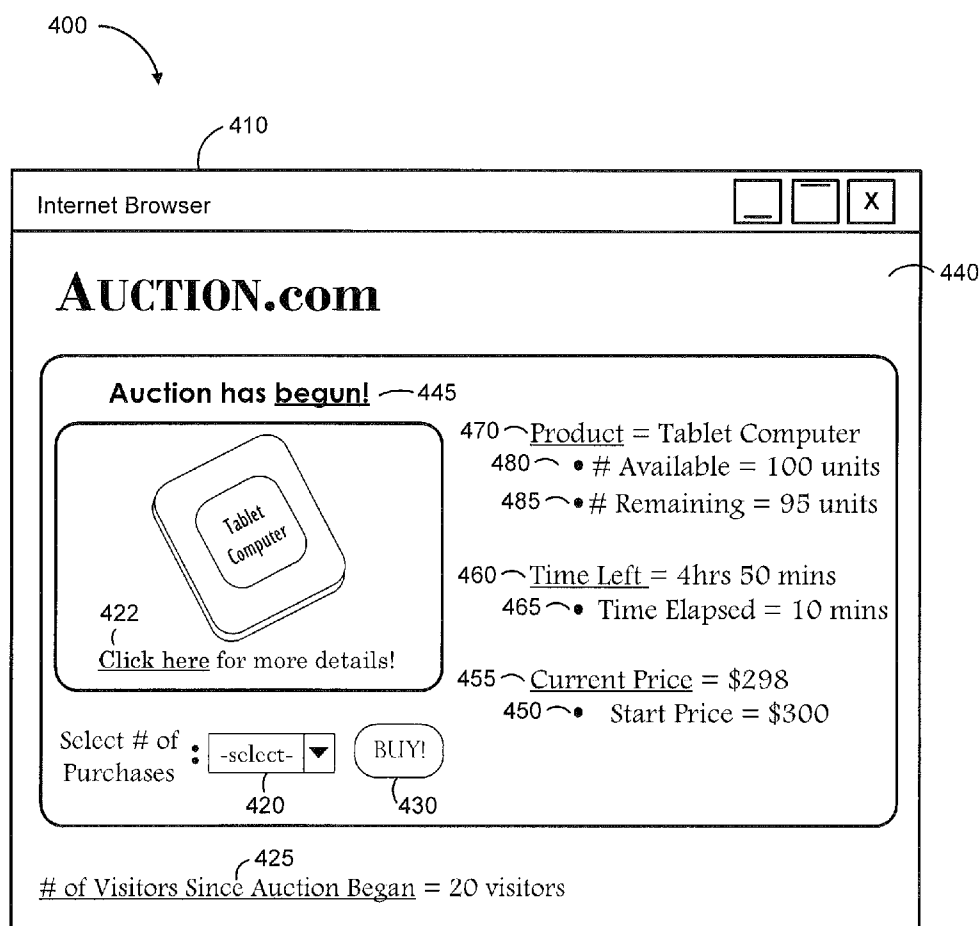 400
410
Internet Browser
X
440
AUCTION.com
Auction has begun! 445
470 Product = Tablet Computer
480 • # Available = 100 units
485 • # Remaining = 95 units
Tablet
Computer
460 Time Left = 4hrs 50 mins
465 • Time Elapsed = 10 mins
422
Click here for more details!
455 Current Price = $298
450 • Start Price = $300
Select # of
Purchases : -select- BUY!
420 430
425
# of Visitors Since Auction Began = 20 visitors